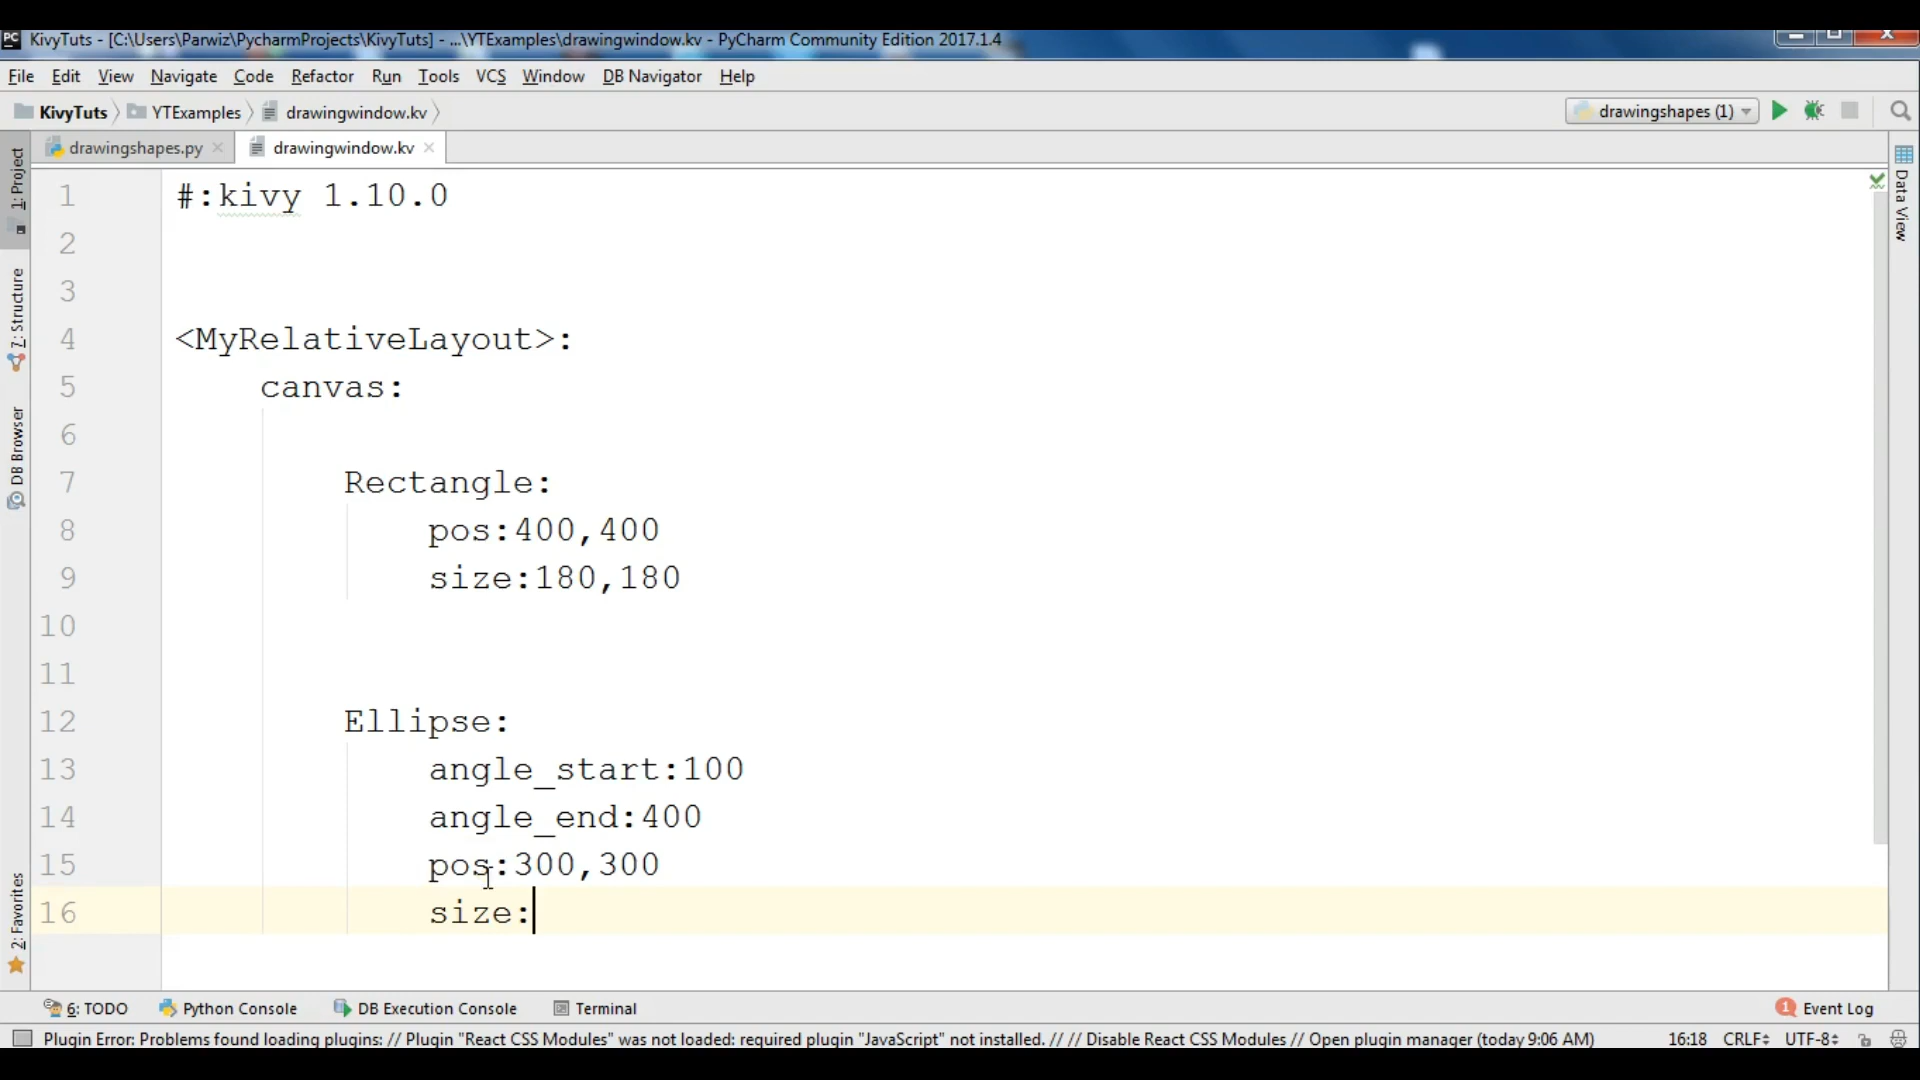 PC KivyTuts - [C:\Users\Parwiz\PycharmProjects\KivyTuts] - ...\YTExamples\drawingwindow.kv - PyCharm Community Edition 2017.1.4
File Edit View Navigate Code Refactor Run Tools VCS Window DB Navigator Help
KivyTuts YTExamples drawingwindow.kv drawingshapes (1)
drawingshapes.py drawingwindow.kv
1: Project
7: Structure
DB Browser
2: Favorites
Data View
1 #:kivy 1.10.0
2
3
4 <MyRelativeLayout>:
5 canvas:
6
7 Rectangle:
8 pos:400,400
9 size:180,180
10
11
12 Ellipse:
13 angle_start:100
14 angle_end:400
15 pos:300,300
16 size:
6: TODO Python Console DB Execution Console Terminal 1 Event Log
Plugin Error: Problems found loading plugins: // Plugin "React CSS Modules" was not loaded: required plugin "JavaScript" not installed. // // Disable React CSS Modules // Open plugin manager (today 9:06 AM) 16:18 CRLF UTF-8